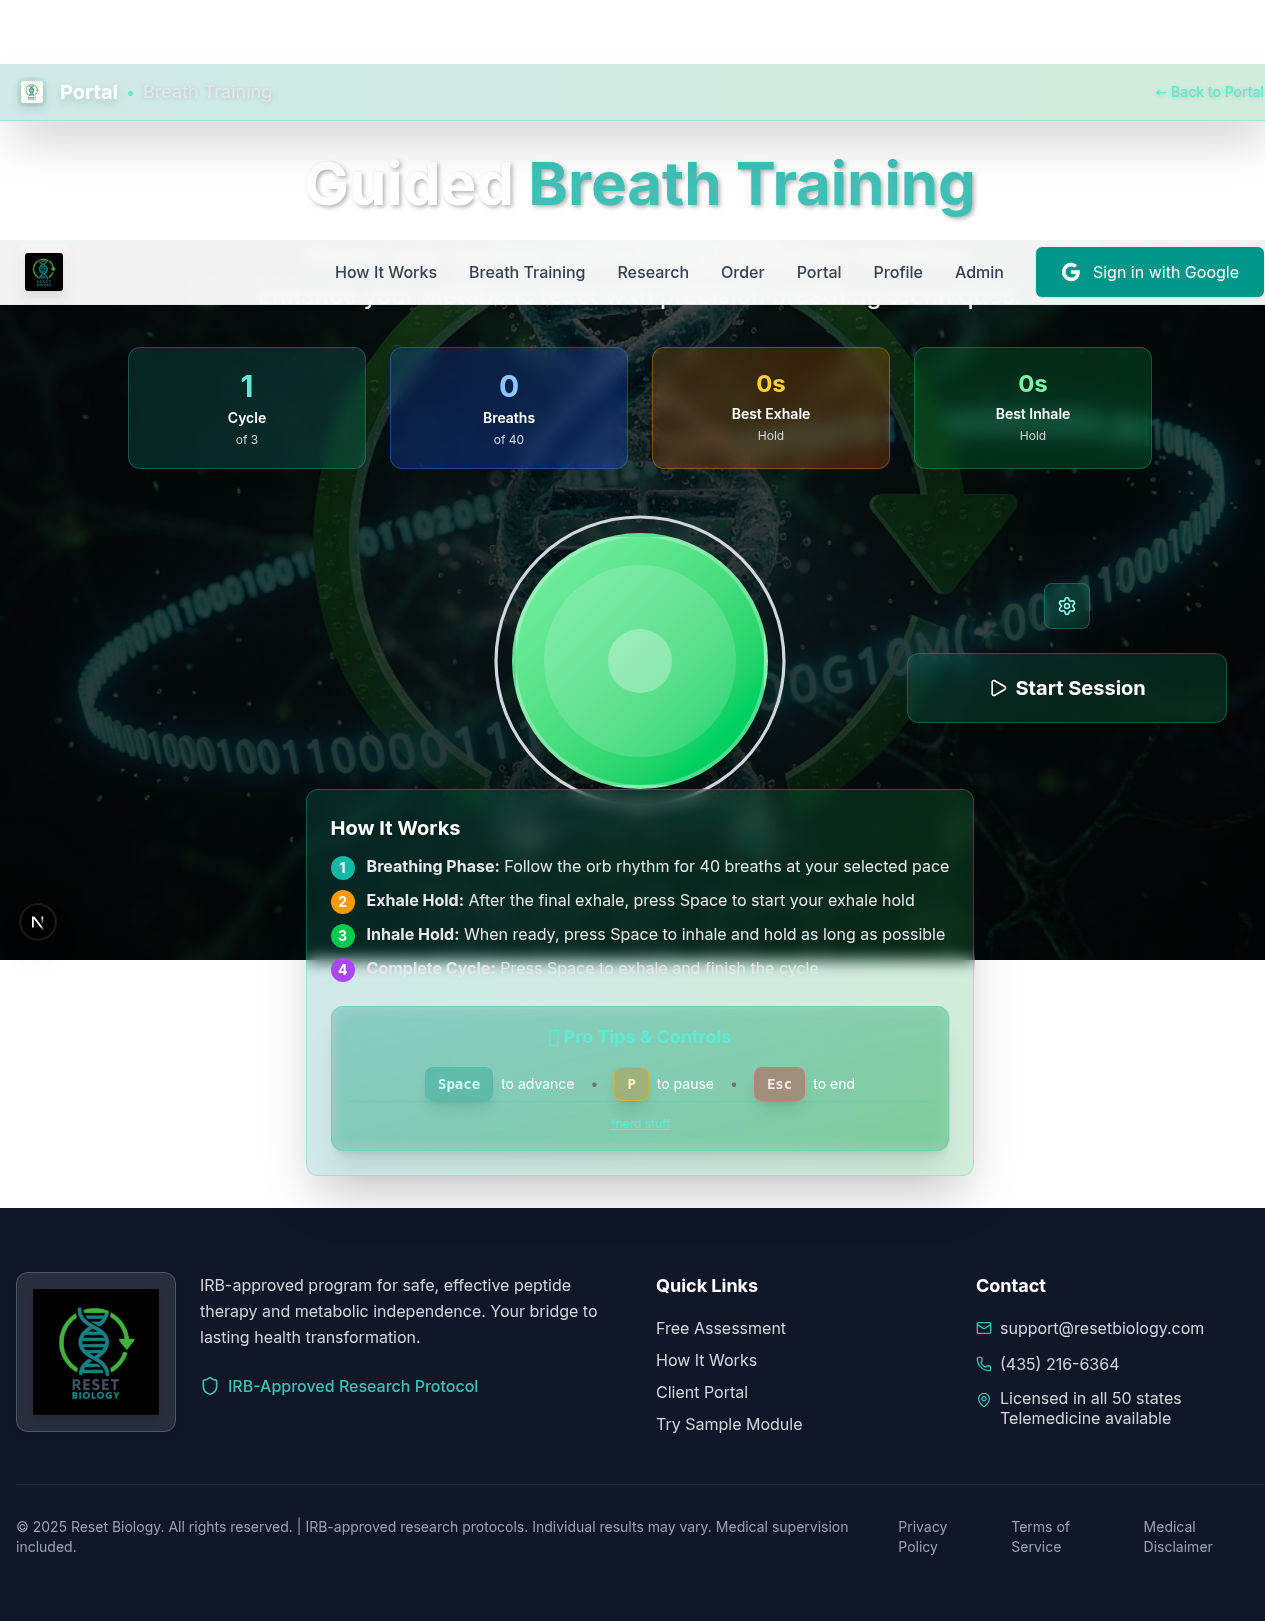 Portal • Breath Training
← Back to Portal
Guided Breath Training
How It Works
Breath Training
Research
Order
Portal
Profile
Admin
Sign in with Google
1
Cycle
of 3
0
Breaths
of 40
0s
Best Exhale
Hold
0s
Best Inhale
Hold
Start Session
How It Works
1 Breathing Phase: Follow the orb rhythm for 40 breaths at your selected pace
2 Exhale Hold: After the final exhale, press Space to start your exhale hold
3 Inhale Hold: When ready, press Space to inhale and hold as long as possible
4 Complete Cycle: Press Space to exhale and finish the cycle
Pro Tips & Controls
Space to advance • P to pause • Esc to end
*nerd stuff
RESET
BIOLOGY
IRB-approved program for safe, effective peptide
therapy and metabolic independence. Your bridge to
lasting health transformation.
IRB-Approved Research Protocol
Quick Links
Free Assessment
How It Works
Client Portal
Try Sample Module
Contact
support@resetbiology.com
(435) 216-6364
Licensed in all 50 states
Telemedicine available
© 2025 Reset Biology. All rights reserved. | IRB-approved research protocols. Individual results may vary. Medical supervision
included.
Privacy
Policy
Terms of
Service
Medical
Disclaimer